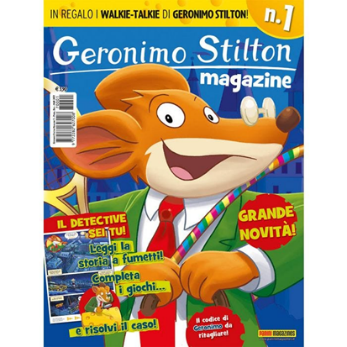 IN REGALO I WALKIE-TALKIE DI GERONIMO STILTON!
n.1
Geronimo Stilton
magazine
IL DETECTIVE
SEI TU!
Leggi la
storia a fumetti!
Completa
i giochi...
e risolvi il caso!
GRANDE
NOVITÀ!
Il codice di
Geronimo da
ritagliare!
PANINI MAGAZINES